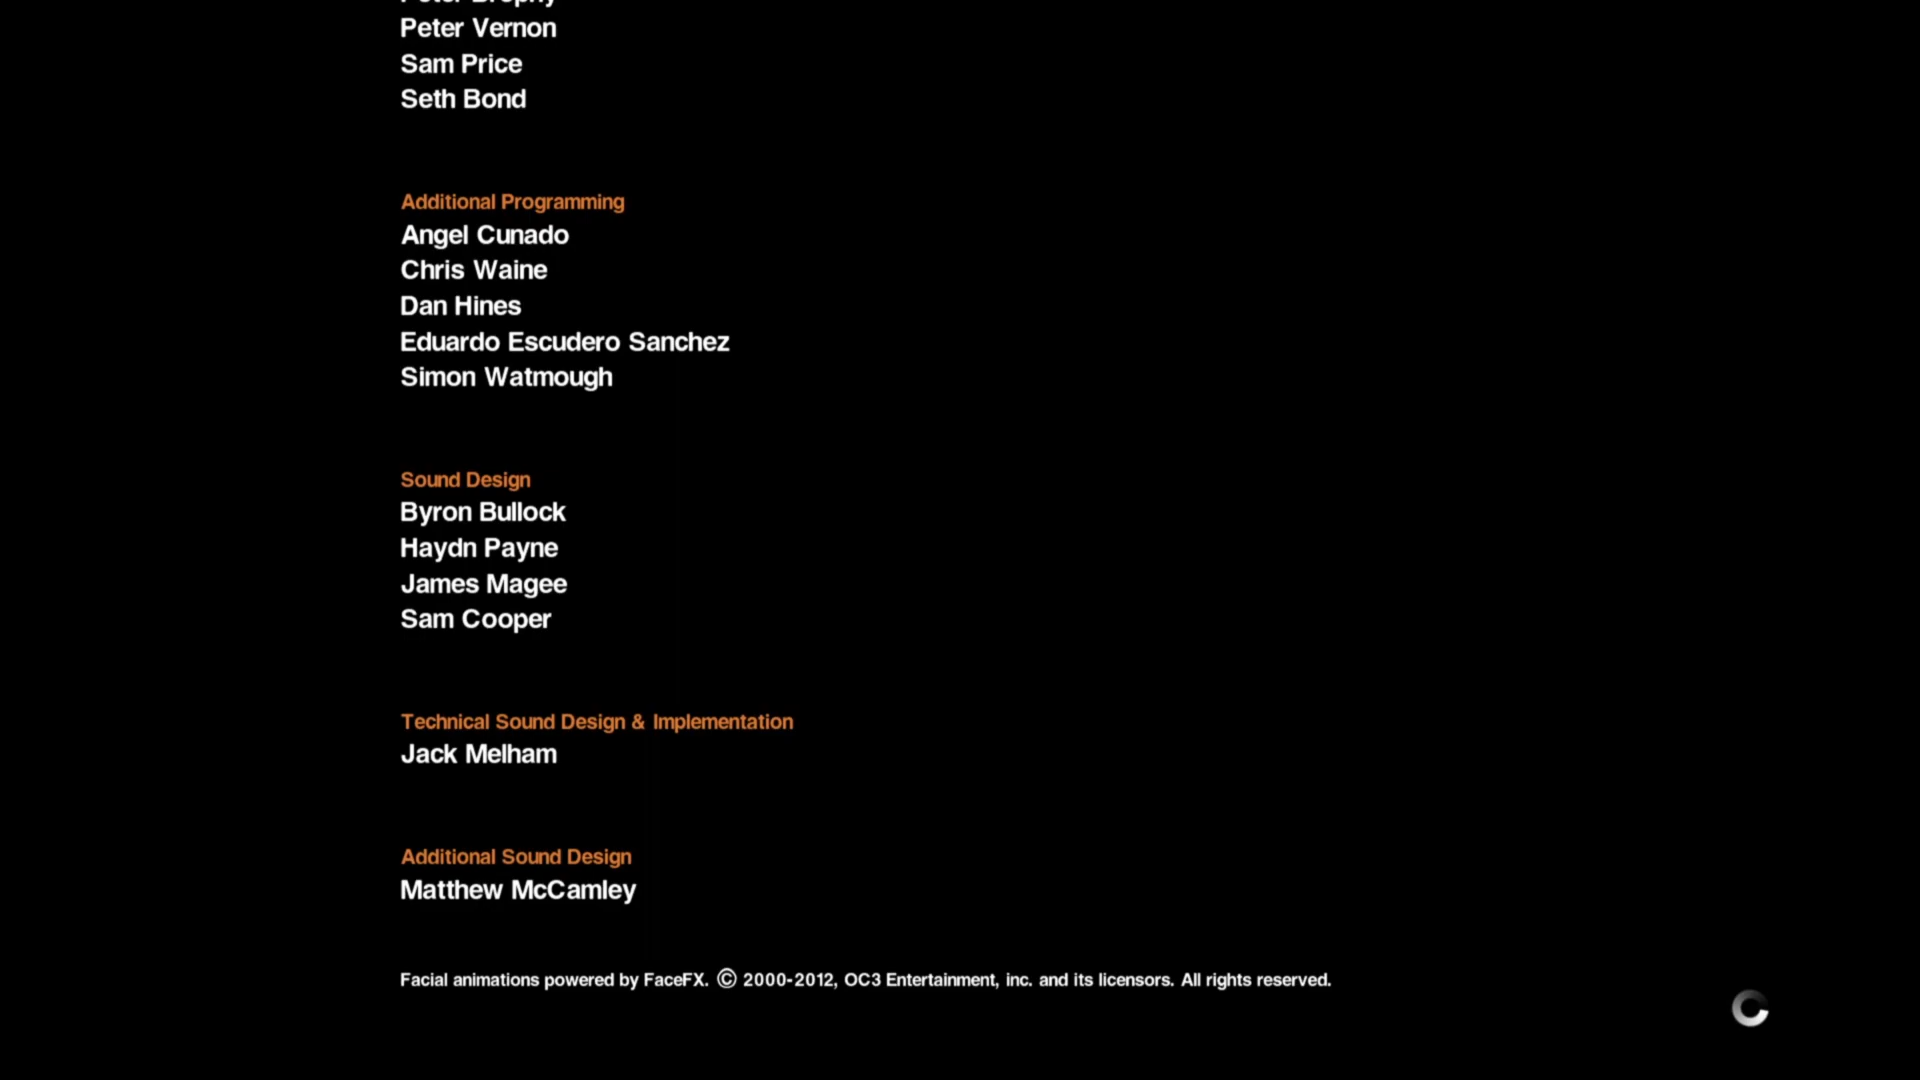 Peter Vernon
Sam Price
Seth Bond
Additional Programming
Angel Cunado
Chris Waine
Dan Hines
Eduardo Escudero Sanchez
Simon Watmough
Sound Design
Byron Bullock
Haydn Payne
James Magee
Sam Cooper
Technical Sound Design & Implementation
Jack Melham
Additional Sound Design
Matthew McCamley
Facial animations powered by FaceFX. © 2000-2012, OC3 Entertainment, inc. and its licensors. All rights reserved.